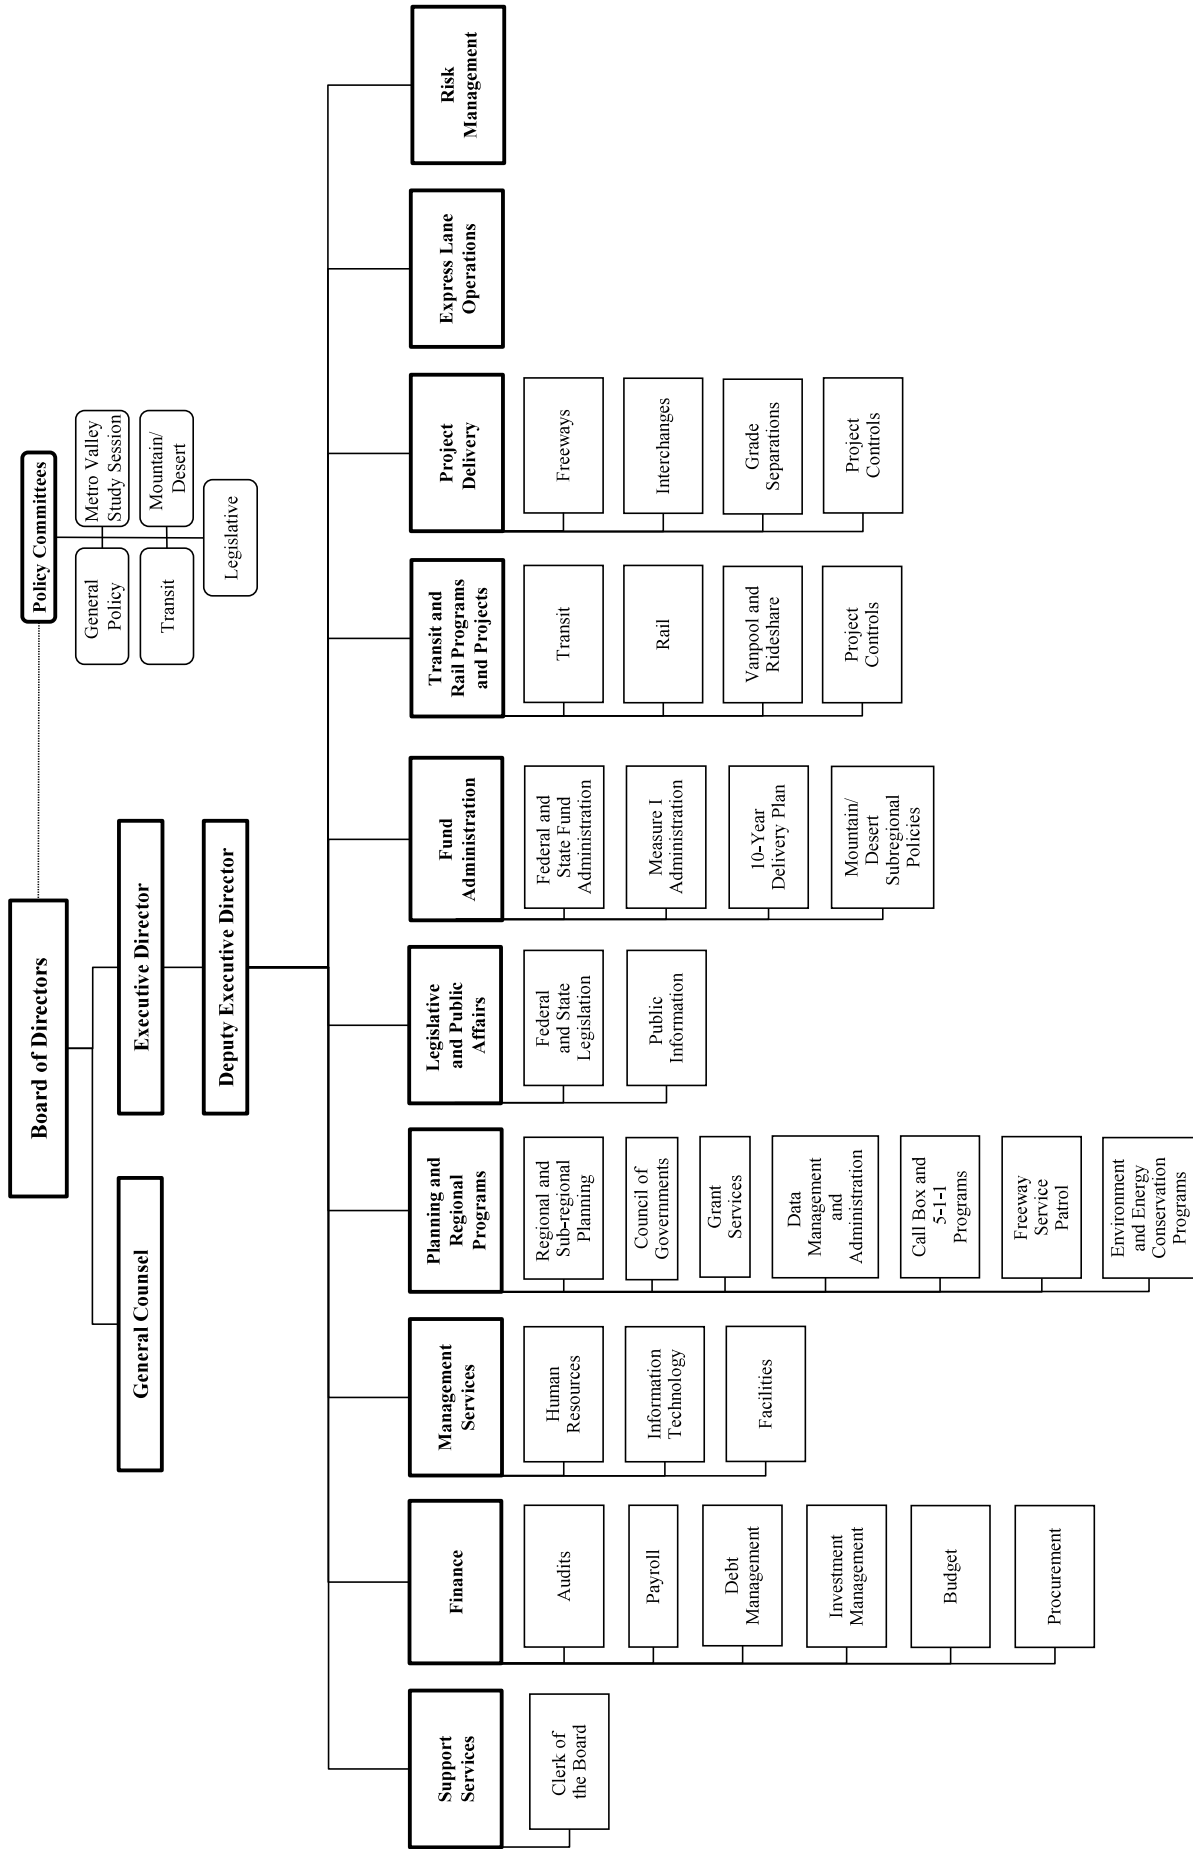 Board of Directors
Policy Committees
General
Policy
Metro Valley
Study Session
Transit
Mountain/
Desert
Legislative
General Counsel
Executive Director
Deputy Executive Director
Support
Services
Clerk of
the Board
Finance
Audits
Payroll
Debt
Management
Investment
Management
Budget
Procurement
Management
Services
Human
Resources
Information
Technology
Facilities
Planning and
Regional
Programs
Regional and
Sub-regional
Planning
Council of
Governments
Grant
Services
Data
Management
and
Administration
Call Box and
5-1-1
Programs
Freeway
Service
Patrol
Environment
and Energy
Conservation
Programs
Legislative
and Public
Affairs
Federal
and State
Legislation
Public
Information
Fund
Administration
Federal and
State Fund
Administration
Measure I
Administration
10-Year
Delivery Plan
Mountain/
Desert
Subregional
Policies
Transit and
Rail Programs
and Projects
Transit
Rail
Vanpool and
Rideshare
Project
Controls
Project
Delivery
Freeways
Interchanges
Grade
Separations
Project
Controls
Express Lane
Operations
Risk
Management